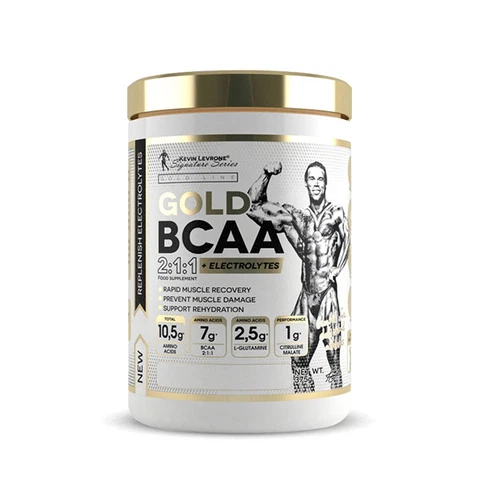 KEVIN LEVRONE®
Signature Series
GOLD LINE
GOLD
BCAA
2:1:1
+ ELECTROLYTES
FOOD SUPPLEMENT
RAPID MUSCLE RECOVERY
PREVENT MUSCLE DAMAGE
SUPPORT REHYDRATION
TOTAL
10,5g*
AMINO
ACIDS
AMINO ACIDS
7g*
BCAA
2:1:1
AMINO ACIDS
2,5g*
L-GLUTAMINE
PERFORMANCE
1g*
CITRULLINE
MALATE
NET WT.
REPLENISH ELECTROLYTES
NEW